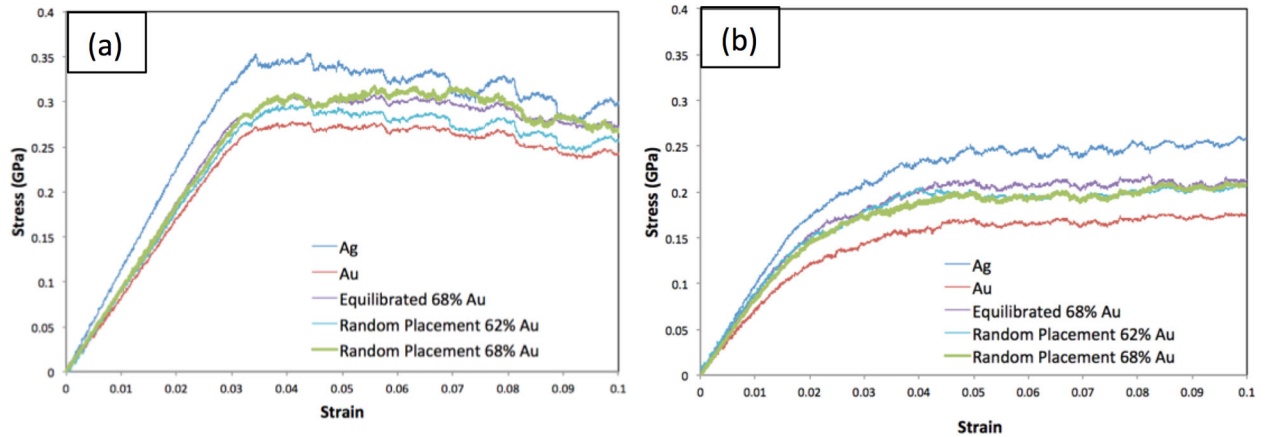 (a)
0.4
0.35
0.3
0.25
0.2
0.15
0.1
0.05
0
Stress (GPa)
Ag
Au
Equilibrated 68% Au
Random Placement 62% Au
Random Placement 68% Au
0 0.01 0.02 0.03 0.04 0.05 0.06 0.07 0.08 0.09 0.1
Strain
(b)
0.4
0.35
0.3
0.25
0.2
0.15
0.1
0.05
0
Stress (GPa)
Ag
Au
Equilibrated 68% Au
Random Placement 62% Au
Random Placement 68% Au
0 0.01 0.02 0.03 0.04 0.05 0.06 0.07 0.08 0.09 0.1
Strain